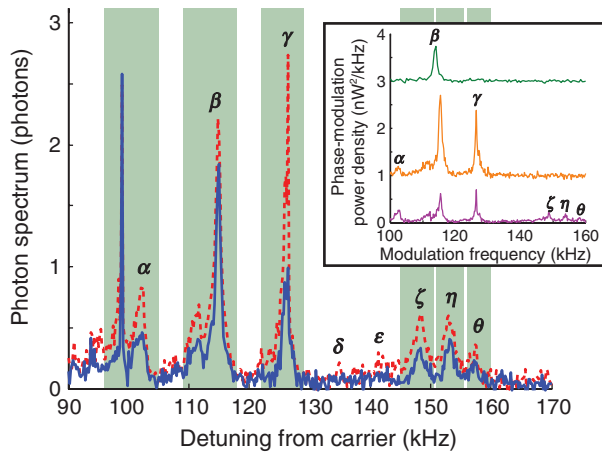 3
2
1
0
Photon spectrum (photons)
90 100 110 120 130 140 150 160 170
Detuning from carrier (kHz)
α
β
γ
δ
ε
ζ
η
θ
4
3
2
1
0
Phase-modulation
power density (nW²/kHz)
β
α
γ
ζ η θ
100 120 140 160
Modulation frequency (kHz)